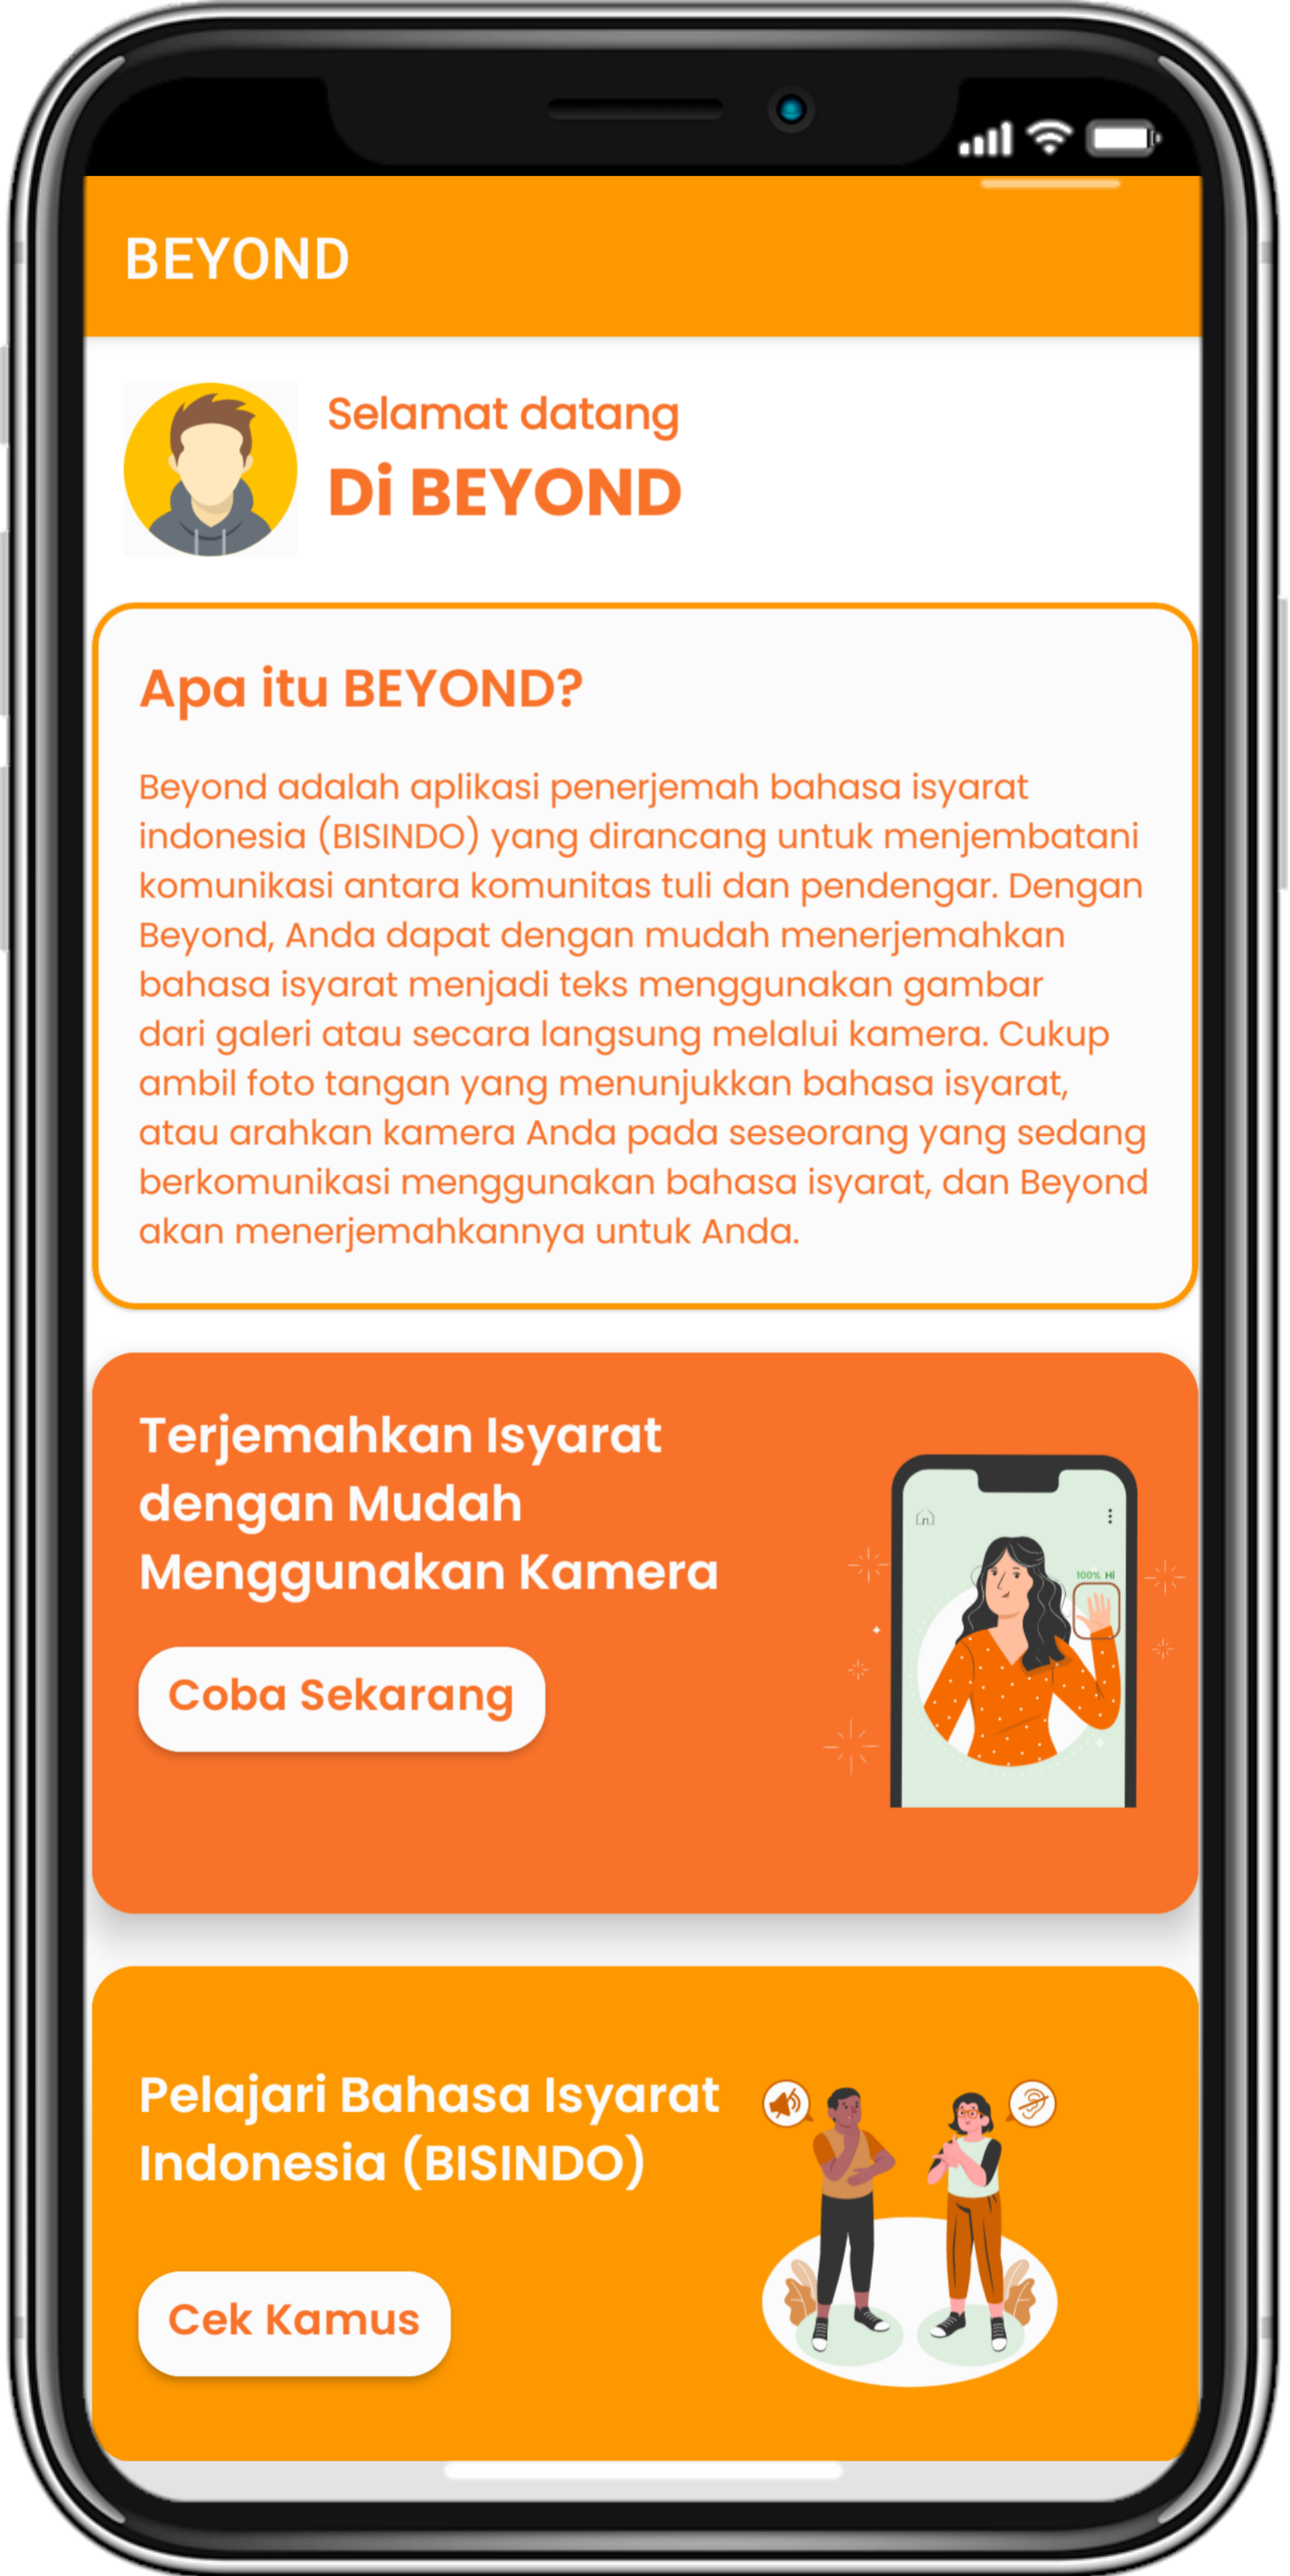 BEYOND
Selamat datang
Di BEYOND
Apa itu BEYOND?
Beyond adalah aplikasi penerjemah bahasa isyarat
indonesia (BISINDO) yang dirancang untuk menjembatani
komunikasi antara komunitas tuli dan pendengar. Dengan
Beyond, Anda dapat dengan mudah menerjemahkan
bahasa isyarat menjadi teks menggunakan gambar
dari galeri atau secara langsung melalui kamera. Cukup
ambil foto tangan yang menunjukkan bahasa isyarat,
atau arahkan kamera Anda pada seseorang yang sedang
berkomunikasi menggunakan bahasa isyarat, dan Beyond
akan menerjemahkannya untuk Anda.
Terjemahkan Isyarat
dengan Mudah
Menggunakan Kamera
100% Hi
Coba Sekarang
Pelajari Bahasa Isyarat
Indonesia (BISINDO)
Cek Kamus